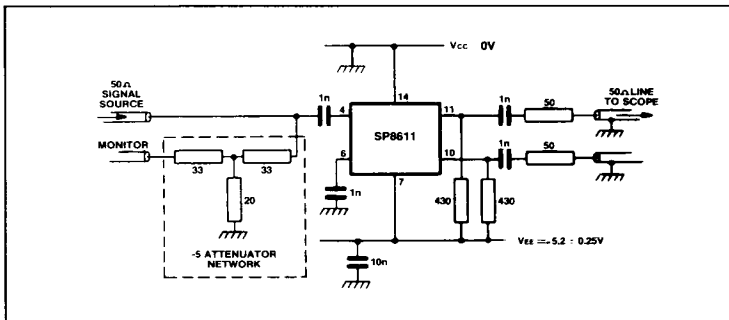 Vcc 0V
50Ω
SIGNAL
SOURCE
1n
4
14
SP8611
11
1n
50
50Ω LINE
TO SCOPE
MONITOR
33
33
20
6
1n
7
10
1n
50
430
430
-5 ATTENUATOR
NETWORK
10n
VEE = -5.2 : 0.25V